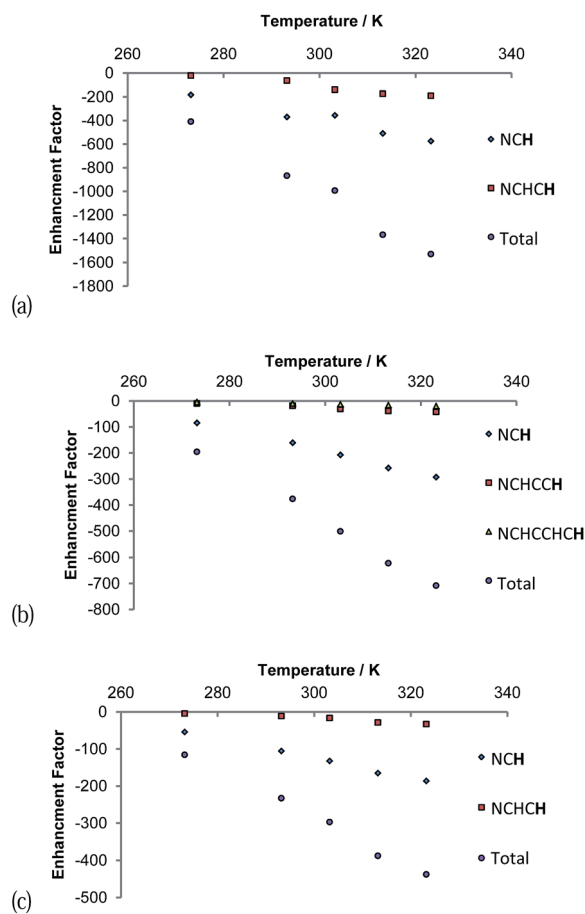 Temperature / K
260 280 300 320 340
0
-200
-400
-600
-800
-1000
-1200
-1400
-1600
-1800
Enhancment Factor
NCH
NCHCH
Total
(a)
Temperature / K
260 280 300 320 340
0
-100
-200
-300
-400
-500
-600
-700
-800
Enhancment Factor
NCH
NCHCCH
NCHCCHCH
Total
(b)
Temperature / K
260 280 300 320 340
0
-100
-200
-300
-400
-500
Enhancment Factor
NCH
NCHCH
Total
(c)